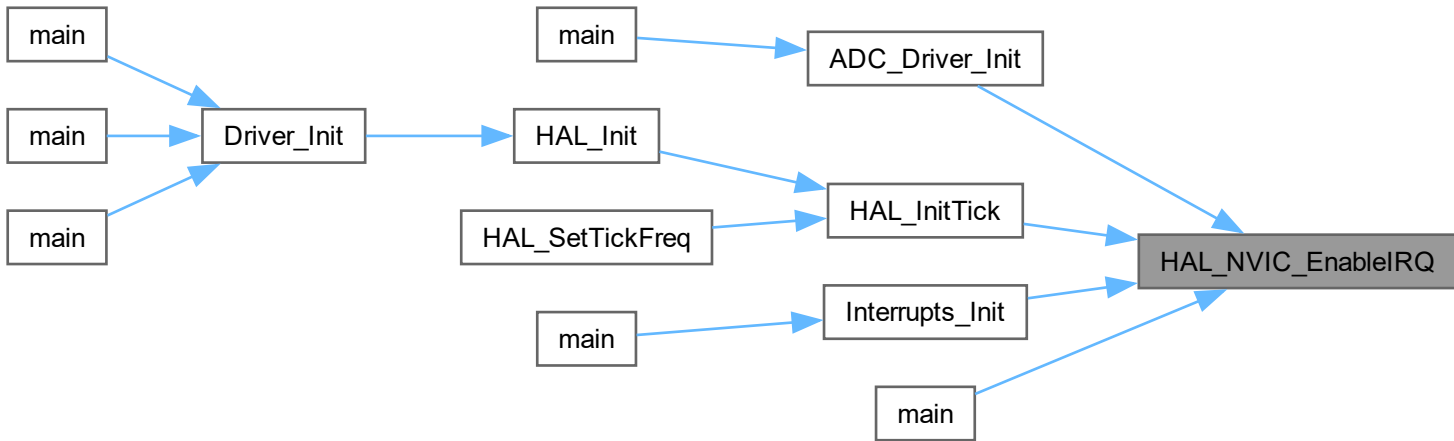 main
main
main
Driver_Init
HAL_Init
HAL_SetTickFreq
main
main
ADC_Driver_Init
HAL_InitTick
Interrupts_Init
main
HAL_NVIC_EnableIRQ